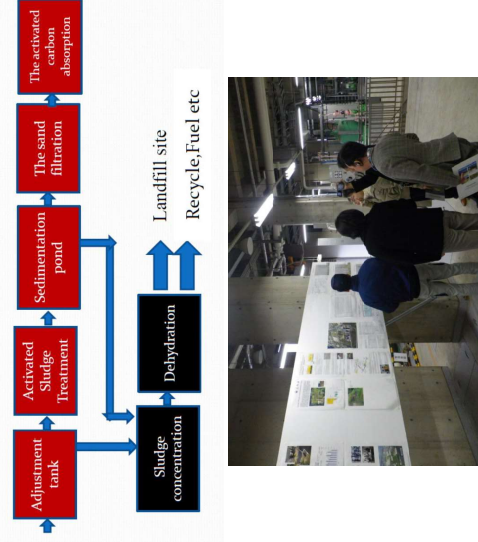 Adjustment
tank
Activated
Sludge
Treatment
Sedimentation
pond
The sand
filtration
The activated
carbon
absorption
Sludge
concentration
Dehydration
Landfill site
Recycle,Fuel etc